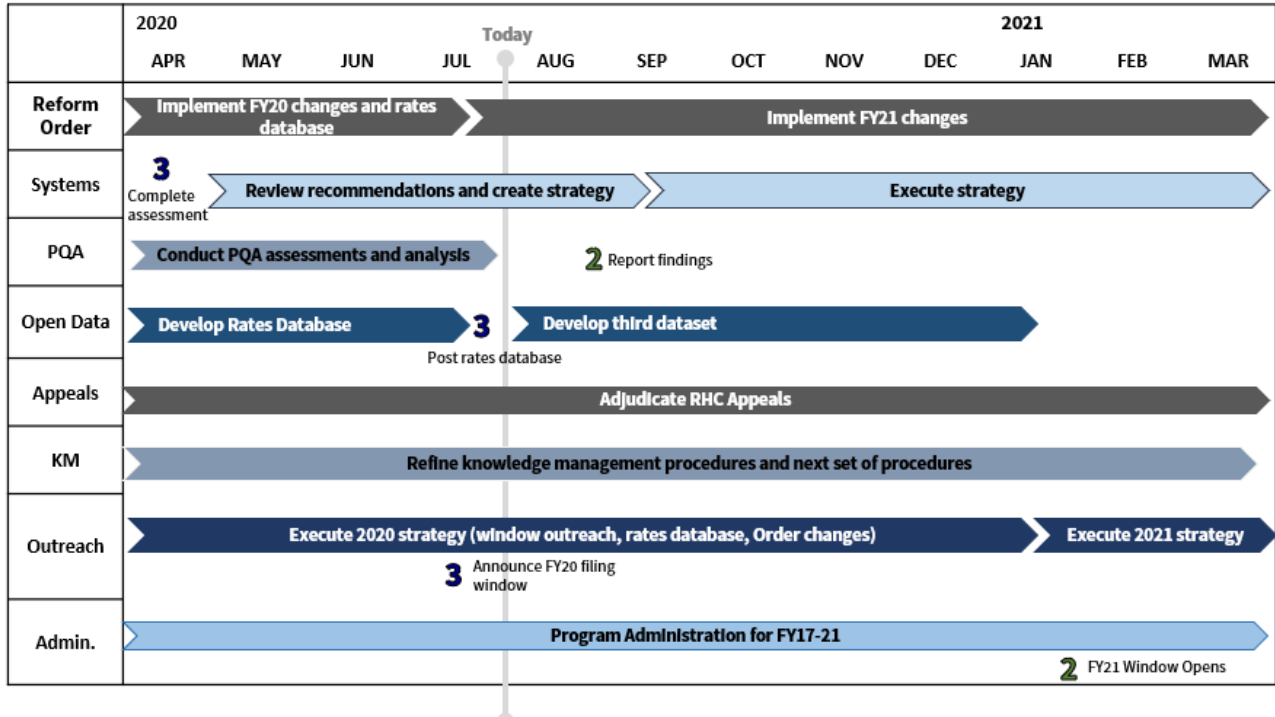 2020
2021
Today
APR MAY JUN JUL AUG SEP OCT NOV DEC JAN FEB MAR
Reform
Order
Implement FY20 changes and rates
database
Implement FY21 changes
Systems
3
Complete
assessment
Review recommendations and create strategy
Execute strategy
PQA
Conduct PQA assessments and analysis
2 Report findings
Open Data
Develop Rates Database
3
Post rates database
Develop third dataset
Appeals
Adjudicate RHC Appeals
KM
Refine knowledge management procedures and next set of procedures
Outreach
Execute 2020 strategy (window outreach, rates database, Order changes)
Execute 2021 strategy
3 Announce FY20 filing
window
Admin.
Program Administration for FY17-21
2 FY21 Window Opens